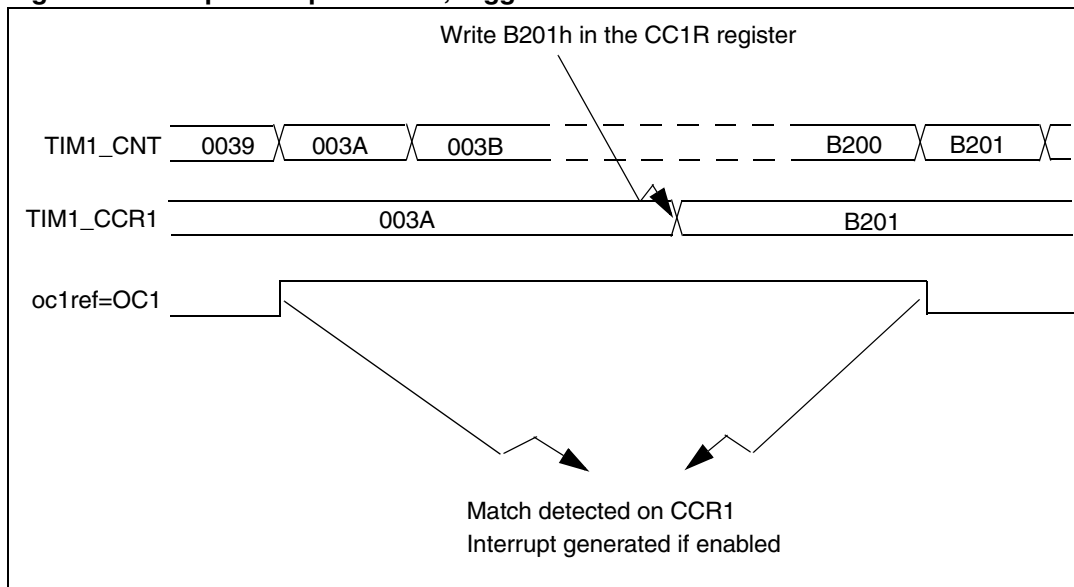 Write B201h in the CC1R register
TIM1_CNT 0039 003A 003B B200 B201
TIM1_CCR1 003A B201
oc1ref=OC1
Match detected on CCR1
Interrupt generated if enabled